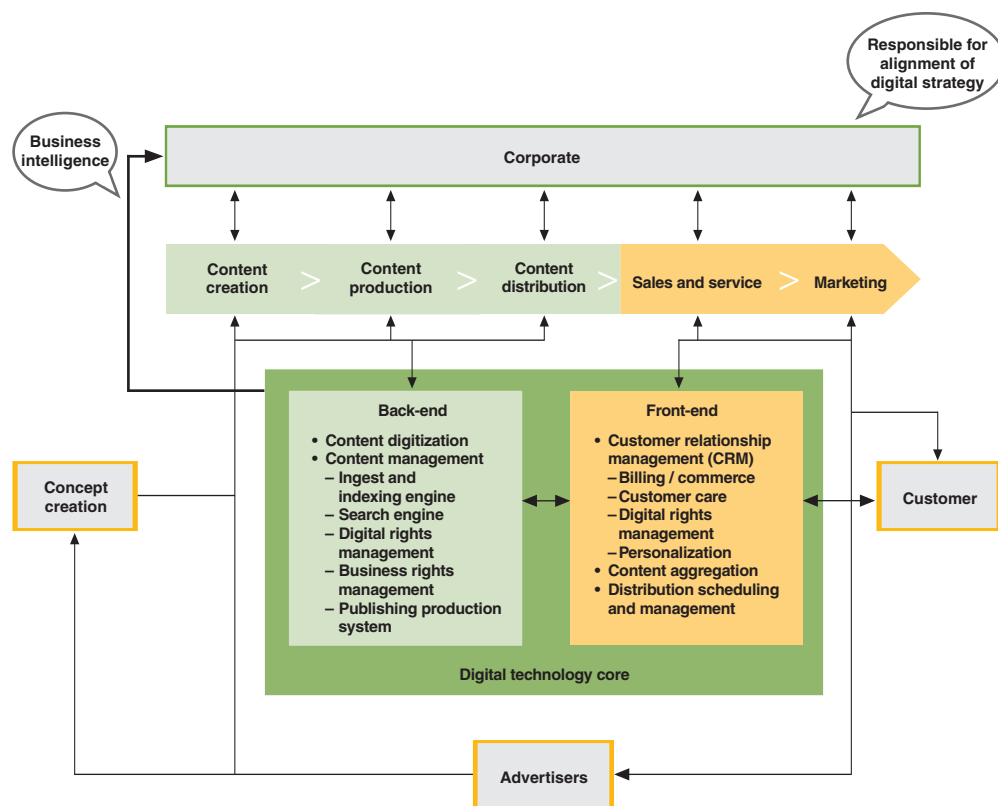 Responsible for
alignment of
digital strategy
Business
intelligence
Corporate
Content
creation
>
Content
production
>
Content
distribution
>
Sales and service
>
Marketing
Back-end
• Content digitization
• Content management
– Ingest and
indexing engine
– Search engine
– Digital rights
management
– Business rights
management
– Publishing production
system
Front-end
• Customer relationship
management (CRM)
– Billing / commerce
– Customer care
– Digital rights
management
– Personalization
• Content aggregation
• Distribution scheduling
and management
Concept
creation
Customer
Digital technology core
Advertisers